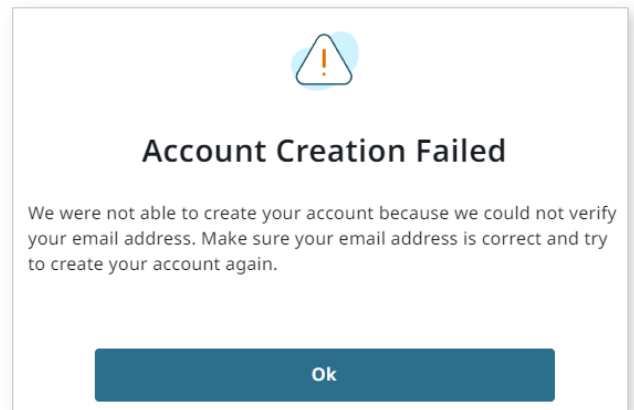 Account Creation Failed
We were not able to create your account because we could not verify
your email address. Make sure your email address is correct and try
to create your account again.
Ok